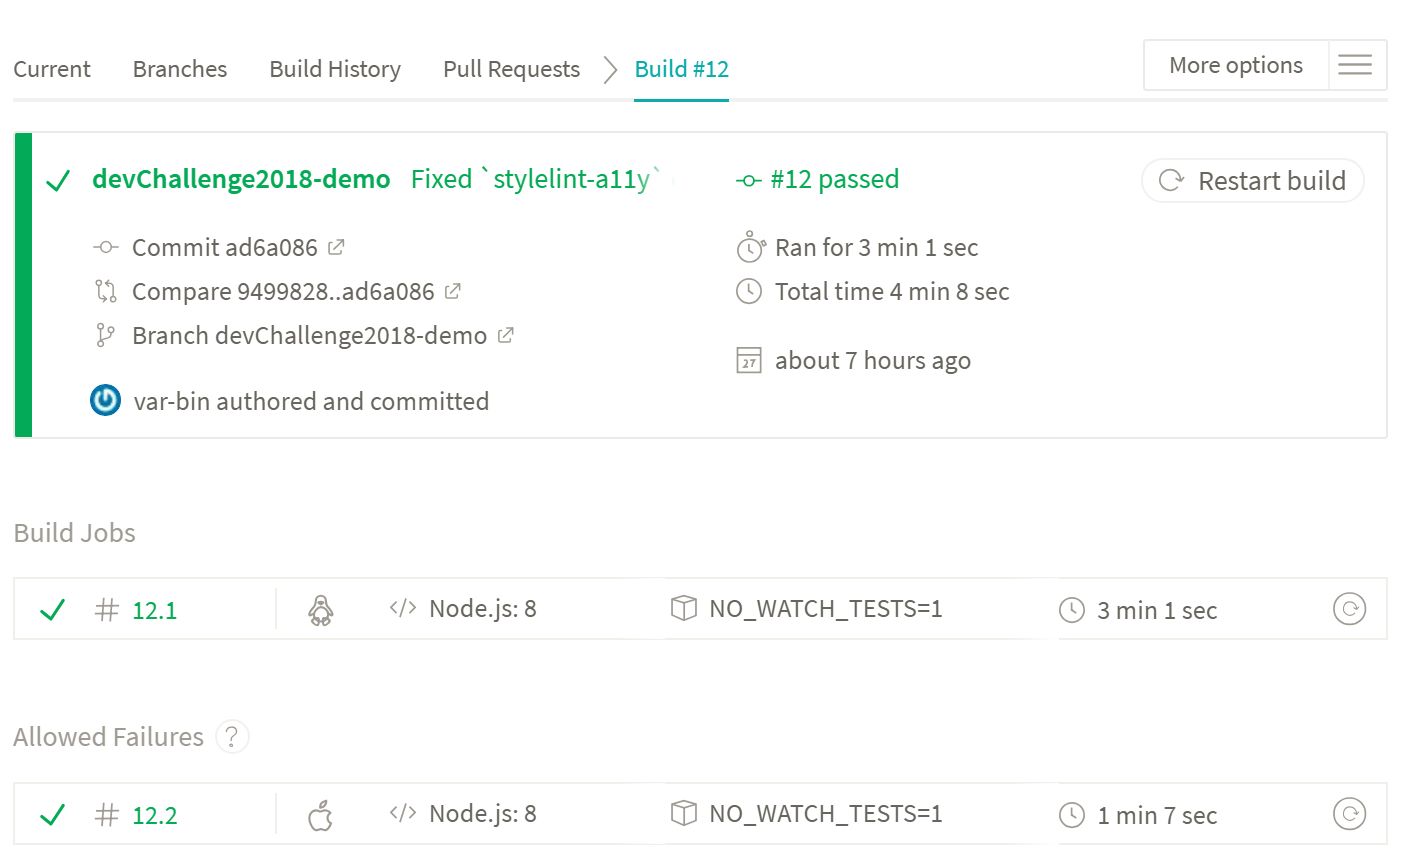 Current Branches Build History Pull Requests Build #12 More options
devChallenge2018-demo Fixed `stylelint-a11y` #12 passed Restart build
Commit ad6a086 Ran for 3 min 1 sec
Compare 9499828..ad6a086 Total time 4 min 8 sec
Branch devChallenge2018-demo
27 about 7 hours ago
var-bin authored and committed
Build Jobs
# 12.1 </> Node.js: 8 NO_WATCH_TESTS=1 3 min 1 sec
Allowed Failures ?
# 12.2 </> Node.js: 8 NO_WATCH_TESTS=1 1 min 7 sec